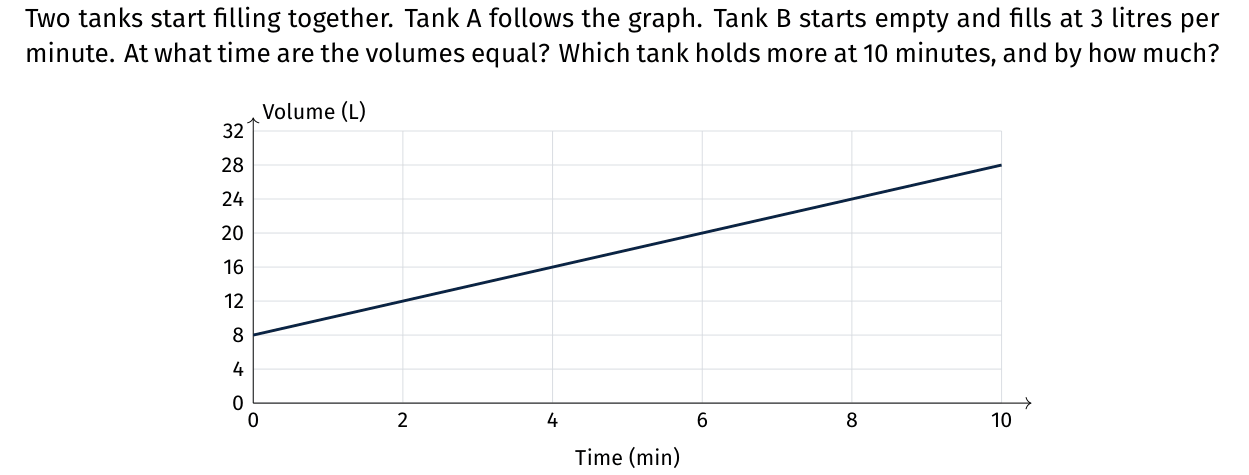 Two tanks start filling together. Tank A follows the graph. Tank B starts empty and fills at 3 litres per
minute. At what time are the volumes equal? Which tank holds more at 10 minutes, and by how much?
Volume (L)
32
28
24
20
16
12
8
4
0
0 2 4 6 8 10
Time (min)